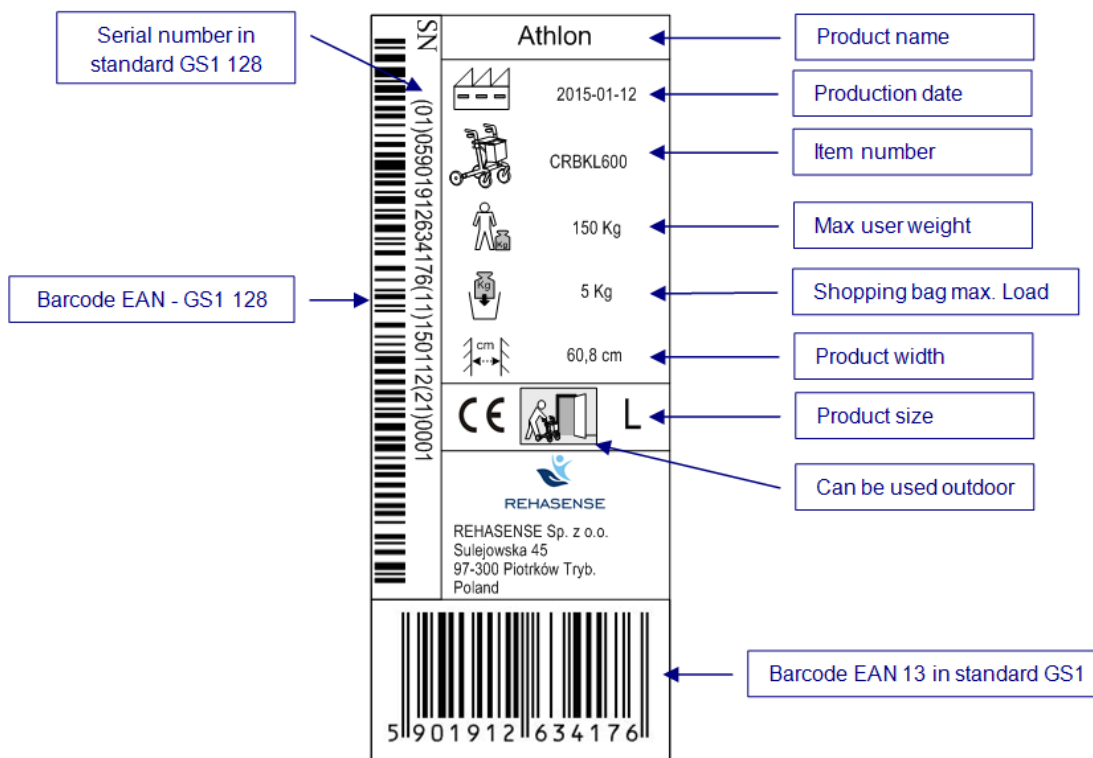 Serial number in
standard GS1 128
Barcode EAN - GS1 128
SN
(01)05901912634176(11)150112(21)0001
Athlon
Product name
2015-01-12
Production date
CRBKL600
Item number
Kg
150 Kg
Max user weight
Kg
5 Kg
Shopping bag max. Load
cm
60,8 cm
Product width
CE
L
Product size
Can be used outdoor
REHASENSE
REHASENSE Sp. z o.o.
Sulejowska 45
97-300 Piotrków Tryb.
Poland
5 901912 634176
Barcode EAN 13 in standard GS1